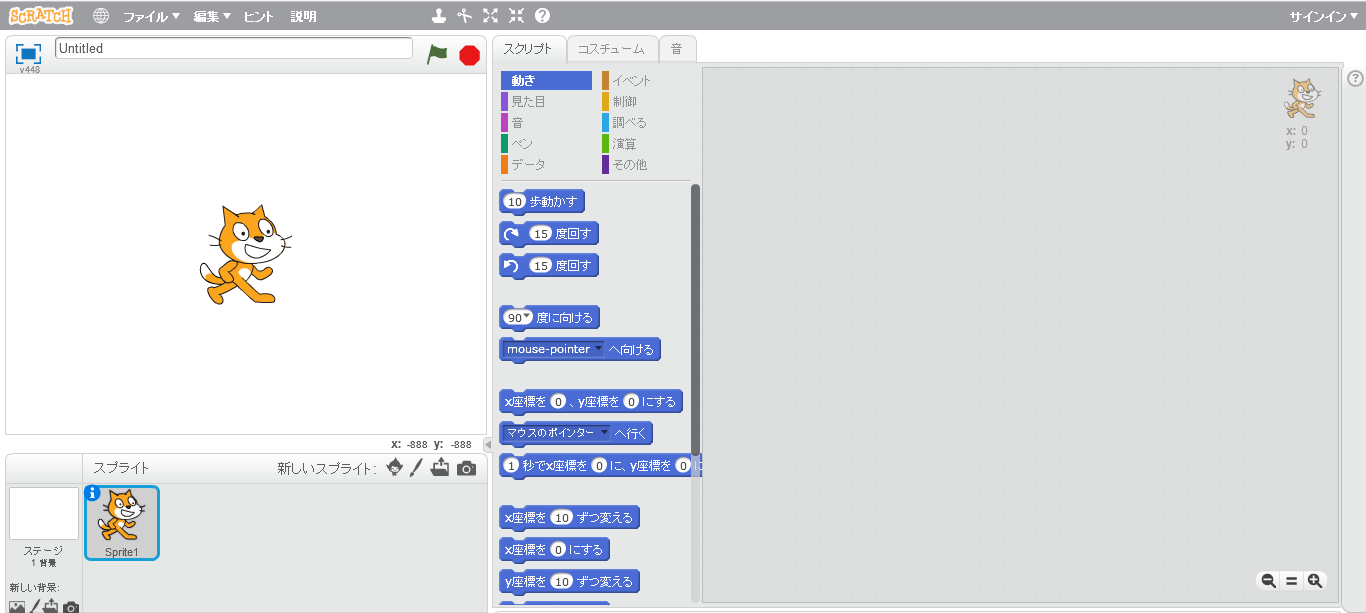 SCRATCH ファイル▼ 編集▼ ヒント 説明 サインイン▼
v448
Untitled
スクリプト コスチューム 音
動き
見た目
音
ペン
データ
イベント
制御
調べる
演算
その他
10 歩動かす
15 度回す
15 度回す
90▼ 度に向ける
mouse-pointer▼ へ向ける
x座標を 0 、y座標を 0 にする
マウスのポインター▼ へ行く
1 秒でx座標を 0 に、y座標を 0 に
x座標を 10 ずつ変える
x座標を 0 にする
y座標を 10 ずつ変える
x: 0
y: 0
x: -888 y: -888
スプライト 新しいスプライト:
Sprite1
ステージ
1 背景
新しい背景: